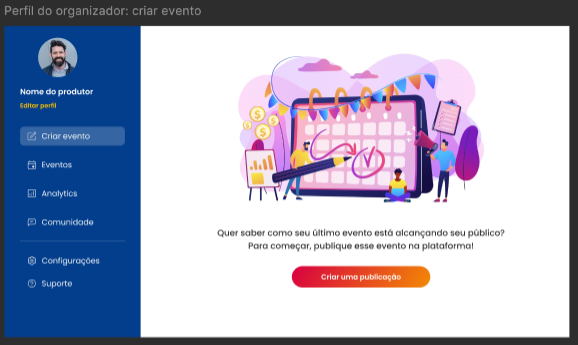 Perfil do organizador: criar evento
Nome do produtor
Editar perfil
Criar evento
Eventos
Analytics
Comunidade
Configurações
Suporte
Quer saber como seu último evento está alcançando seu público?
Para começar, publique esse evento na plataforma!
Criar uma publicação